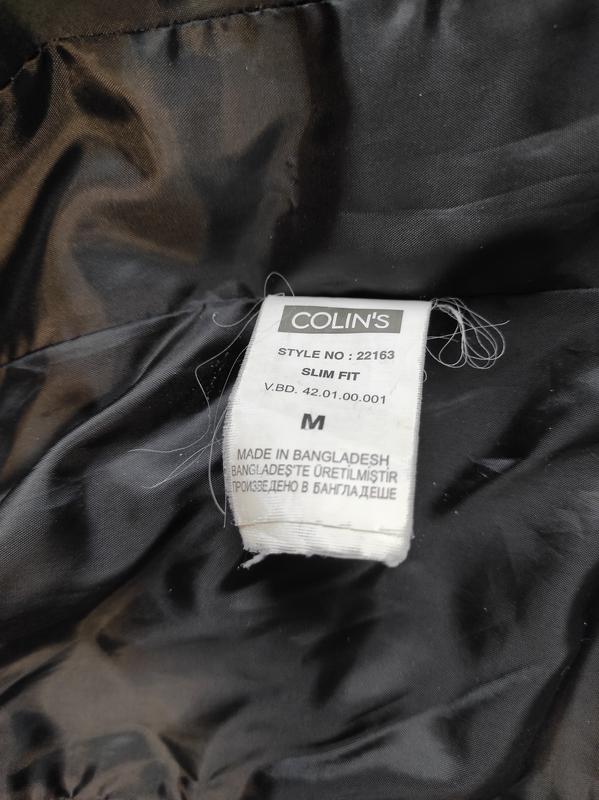 COLIN'S
STYLE NO : 22163
SLIM FIT
V.BD. 42.01.00.001
M
MADE IN BANGLADESH
BANGLADEŞ'TE ÜRETİLMİŞTİR
ПРОИЗВЕДЕНО В БАНГЛАДЕШЕ